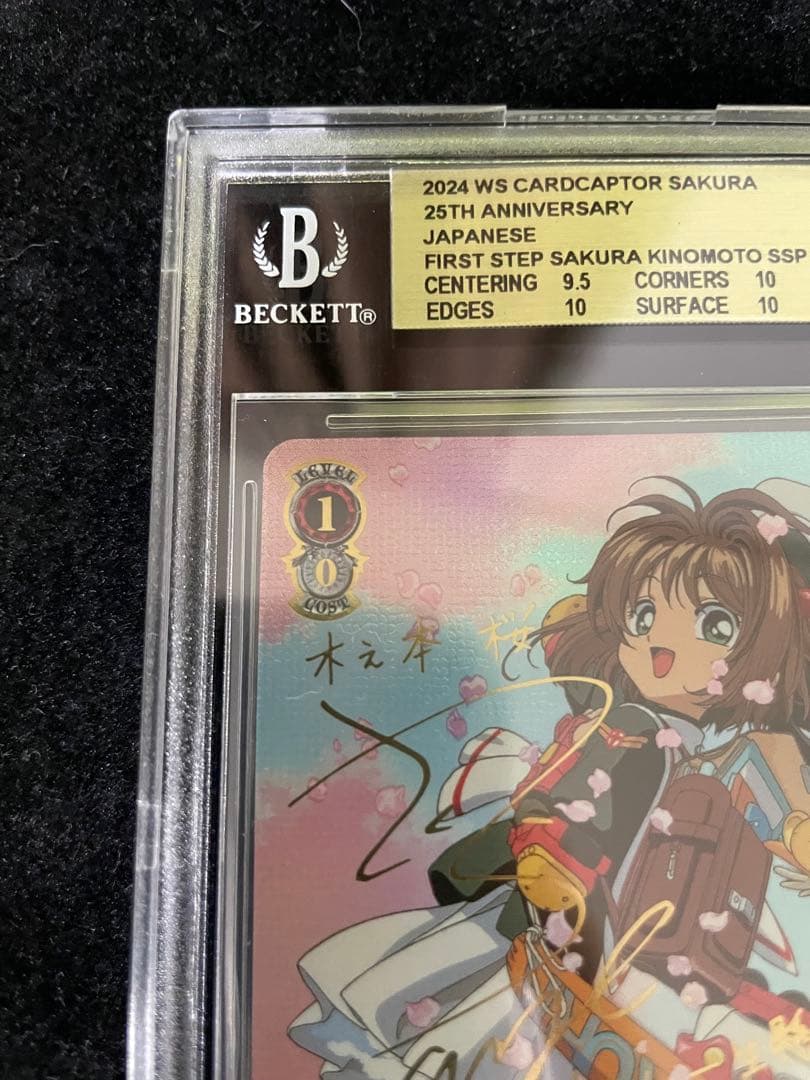 B
BECKETT®
2024 WS CARDCAPTOR SAKURA
25TH ANNIVERSARY
JAPANESE
FIRST STEP SAKURA KINOMOTO SSP
CENTERING 9.5 CORNERS 10
EDGES 10 SURFACE 10
LEVEL
1
0
COST
木之本 桜